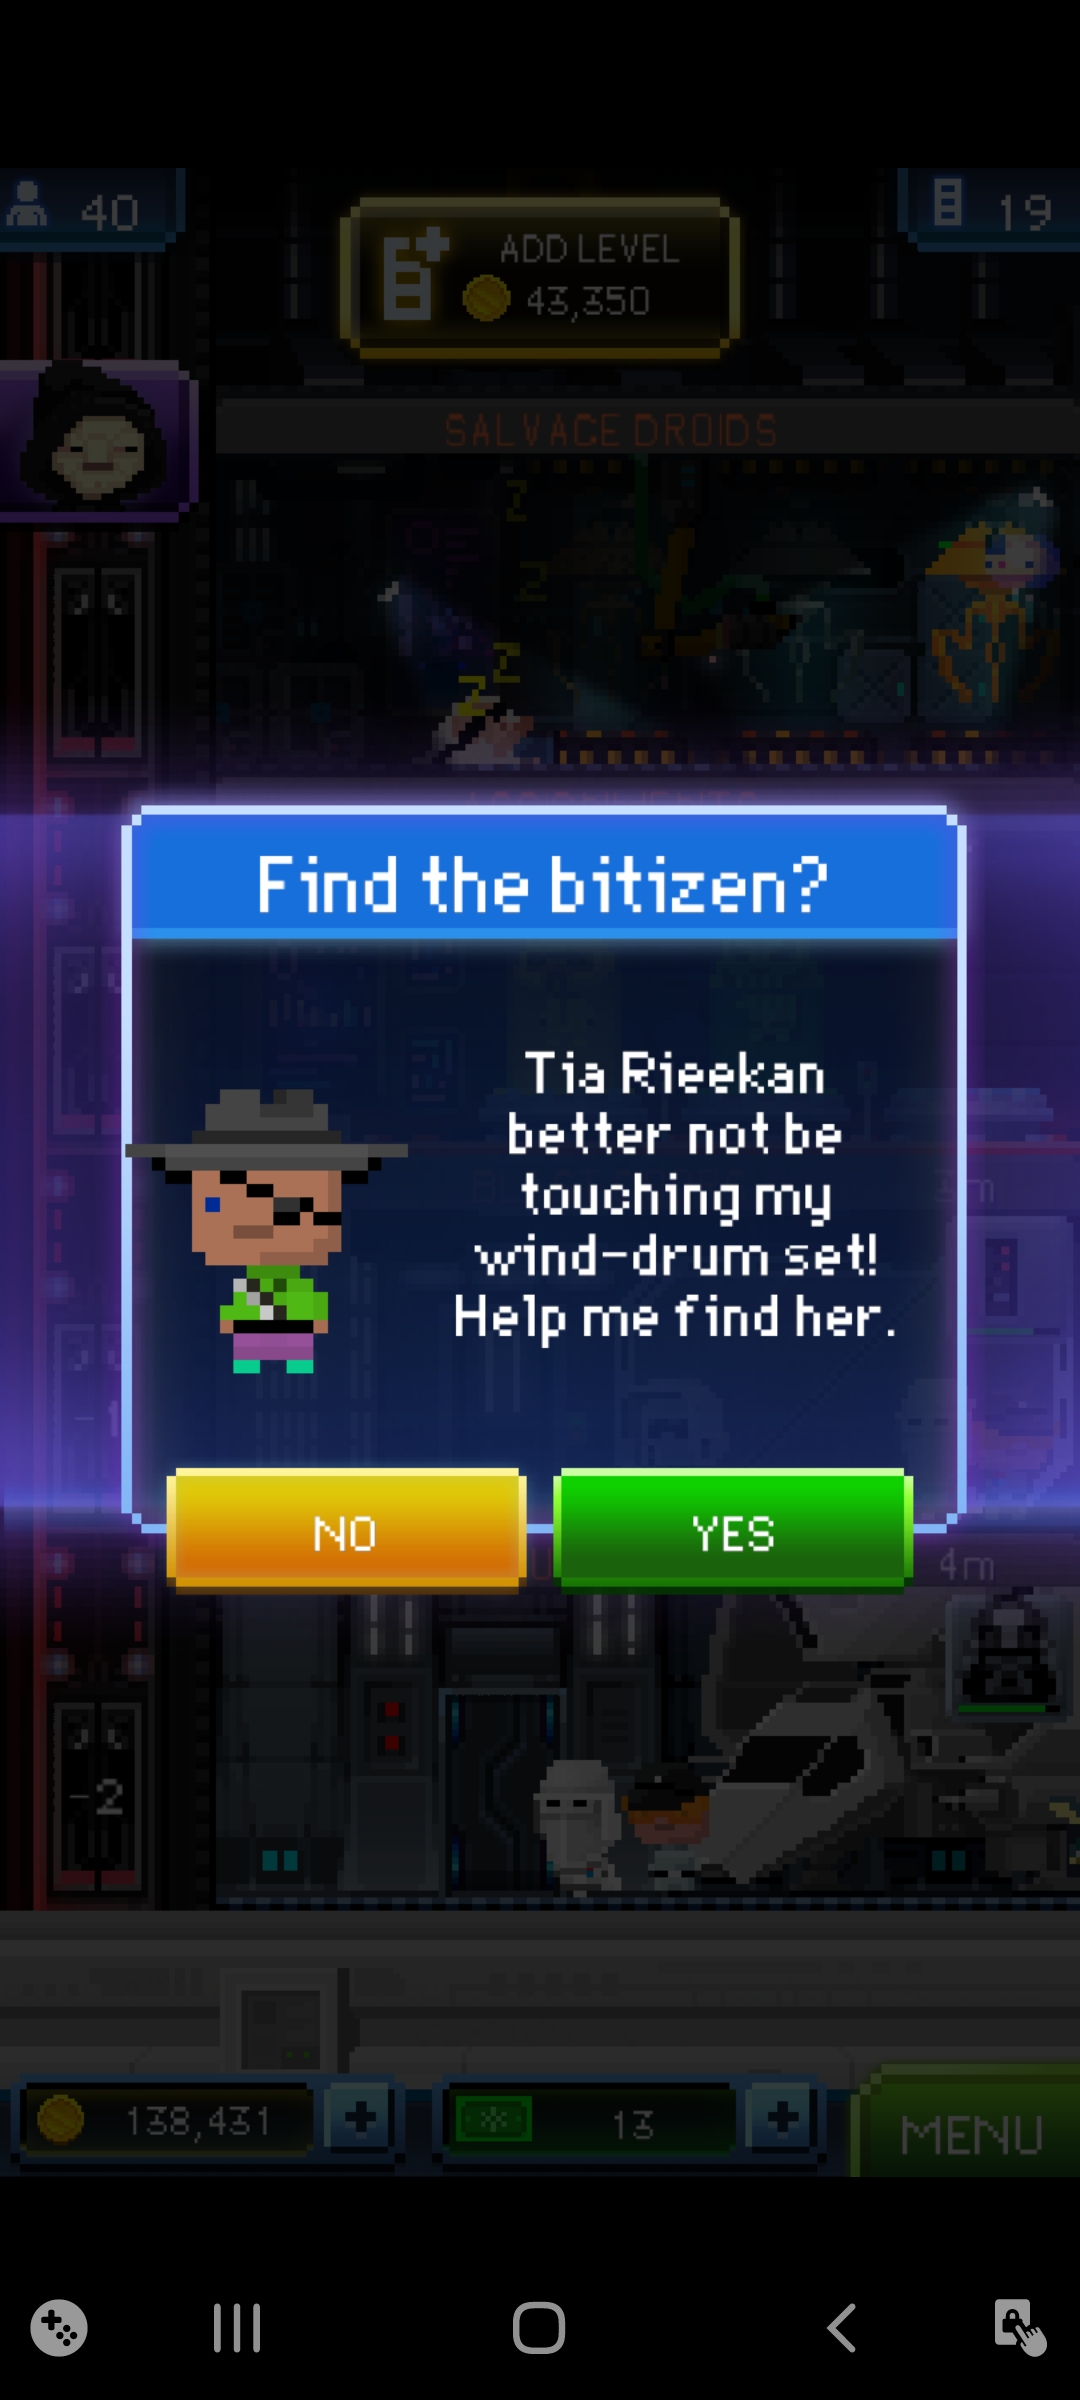 40
ADD LEVEL
43,350
19
SALVAGE DROIDS
Z
Z
Z
Z
Find the bitizen?
Tia Rieekan
better not be
touching my
wind-drum set!
Help me find her.
NO
YES
4m
-2
138,431
13
MENU